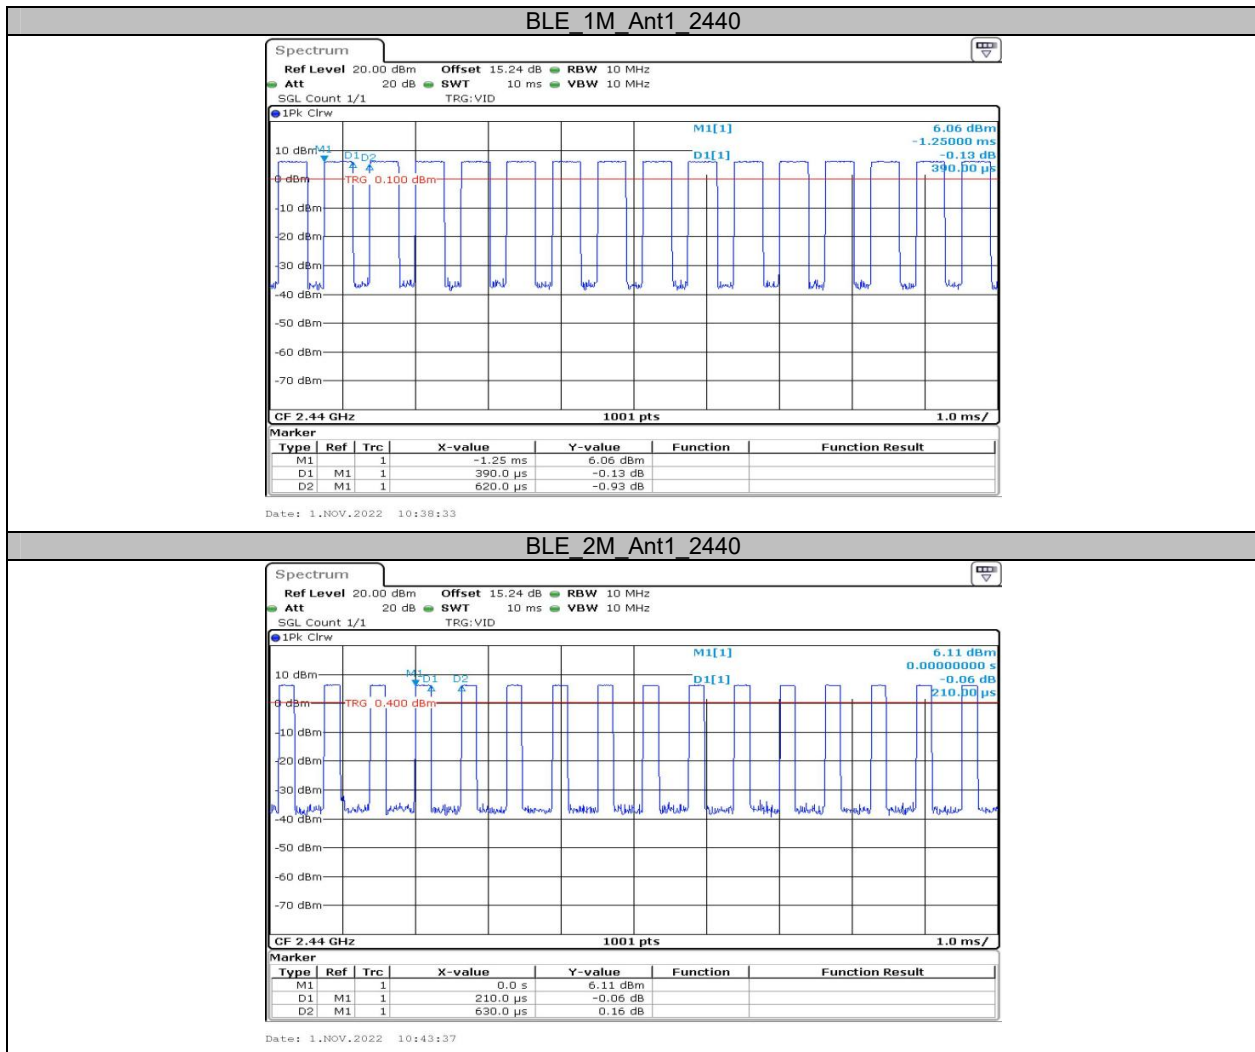 BLE_1M_Ant1_2440
Spectrum
Ref Level 20.00 dBm Offset 15.24 dB RBW 10 MHz
Att 20 dB SWT 10 ms VBW 10 MHz
SGL Count 1/1 TRG:VID
1Pk Clrw
M1[1] 6.06 dBm
-1.25000 ms
10 dBm M1 D1 D2 D1[1] -0.13 dB
390.00 µs
0 dBm TRG 0.100 dBm
-10 dBm
-20 dBm
-30 dBm
-40 dBm
-50 dBm
-60 dBm
-70 dBm
CF 2.44 GHz 1001 pts 1.0 ms/
Marker
Type Ref Trc X-value Y-value Function Function Result
M1 1 -1.25 ms 6.06 dBm
D1 M1 1 390.0 µs -0.13 dB
D2 M1 1 620.0 µs -0.93 dB
Date: 1.NOV.2022 10:38:33
BLE_2M_Ant1_2440
Spectrum
Ref Level 20.00 dBm Offset 15.24 dB RBW 10 MHz
Att 20 dB SWT 10 ms VBW 10 MHz
SGL Count 1/1 TRG:VID
1Pk Clrw
M1[1] 6.11 dBm
0.00000000 s
10 dBm M1 D1 D2 D1[1] -0.06 dB
210.00 µs
0 dBm TRG 0.400 dBm
-10 dBm
-20 dBm
-30 dBm
-40 dBm
-50 dBm
-60 dBm
-70 dBm
CF 2.44 GHz 1001 pts 1.0 ms/
Marker
Type Ref Trc X-value Y-value Function Function Result
M1 1 0.0 s 6.11 dBm
D1 M1 1 210.0 µs -0.06 dB
D2 M1 1 630.0 µs 0.16 dB
Date: 1.NOV.2022 10:43:37